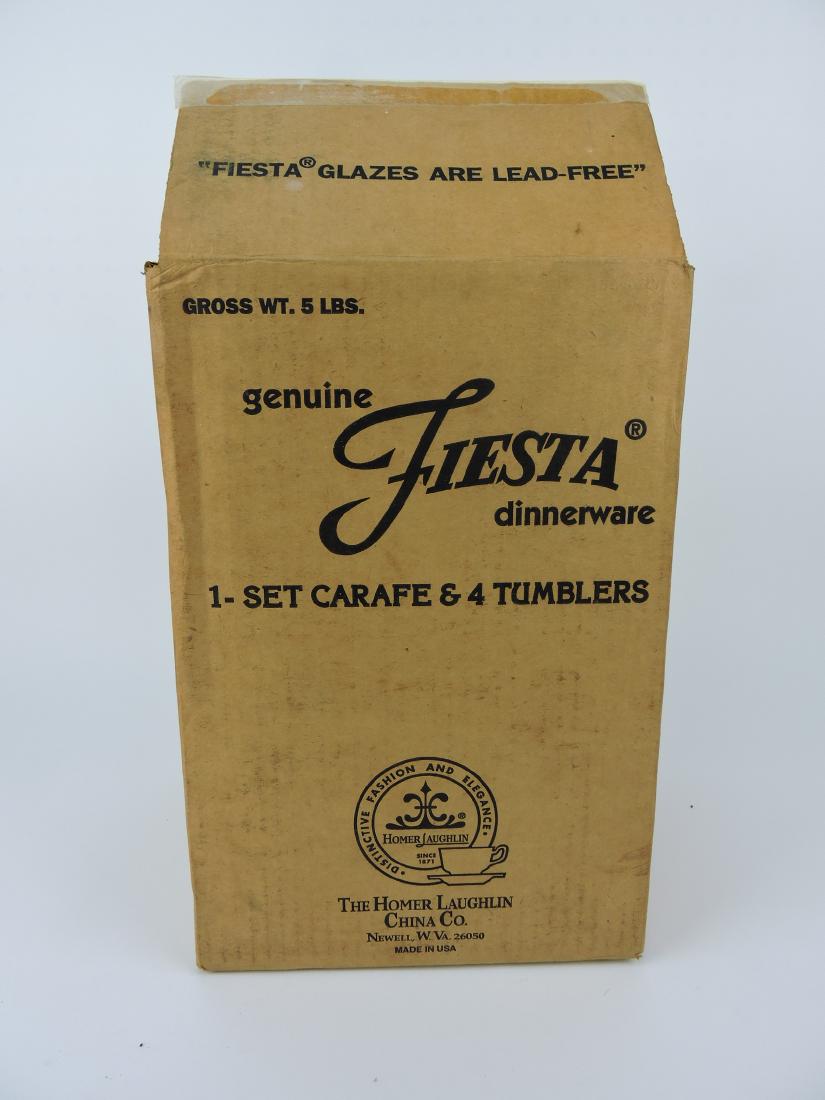 "FIESTA® GLAZES ARE LEAD-FREE"
GROSS WT. 5 LBS.
genuine
FIESTA®
dinnerware
1- SET CARAFE & 4 TUMBLERS
• DISTINCTIVE FASHION AND ELEGANCE •
®
HOMER LAUGHLIN
SINCE
1871
THE HOMER LAUGHLIN
CHINA CO.
NEWELL, W. VA. 26050
MADE IN USA